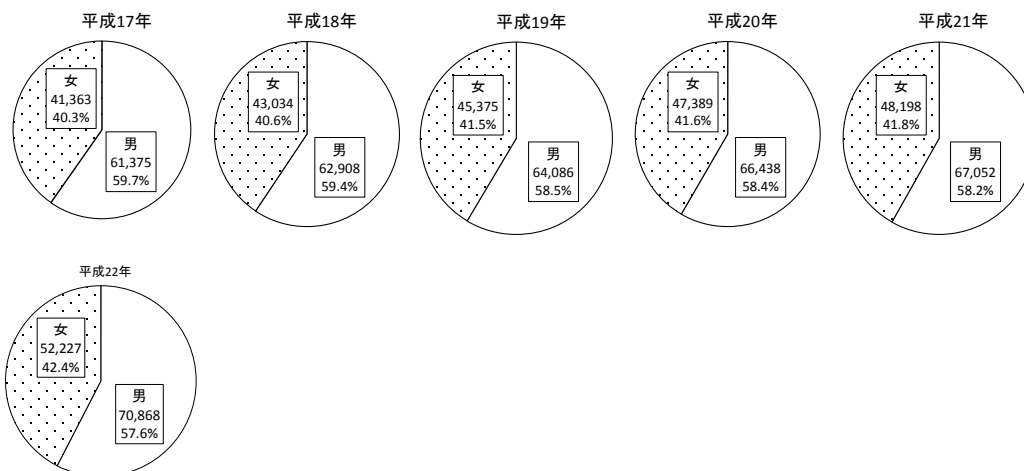 平成17年
女
41,363
40.3%
男
61,375
59.7%
平成18年
女
43,034
40.6%
男
62,908
59.4%
平成19年
女
45,375
41.5%
男
64,086
58.5%
平成20年
女
47,389
41.6%
男
66,438
58.4%
平成21年
女
48,198
41.8%
男
67,052
58.2%
平成22年
女
52,227
42.4%
男
70,868
57.6%